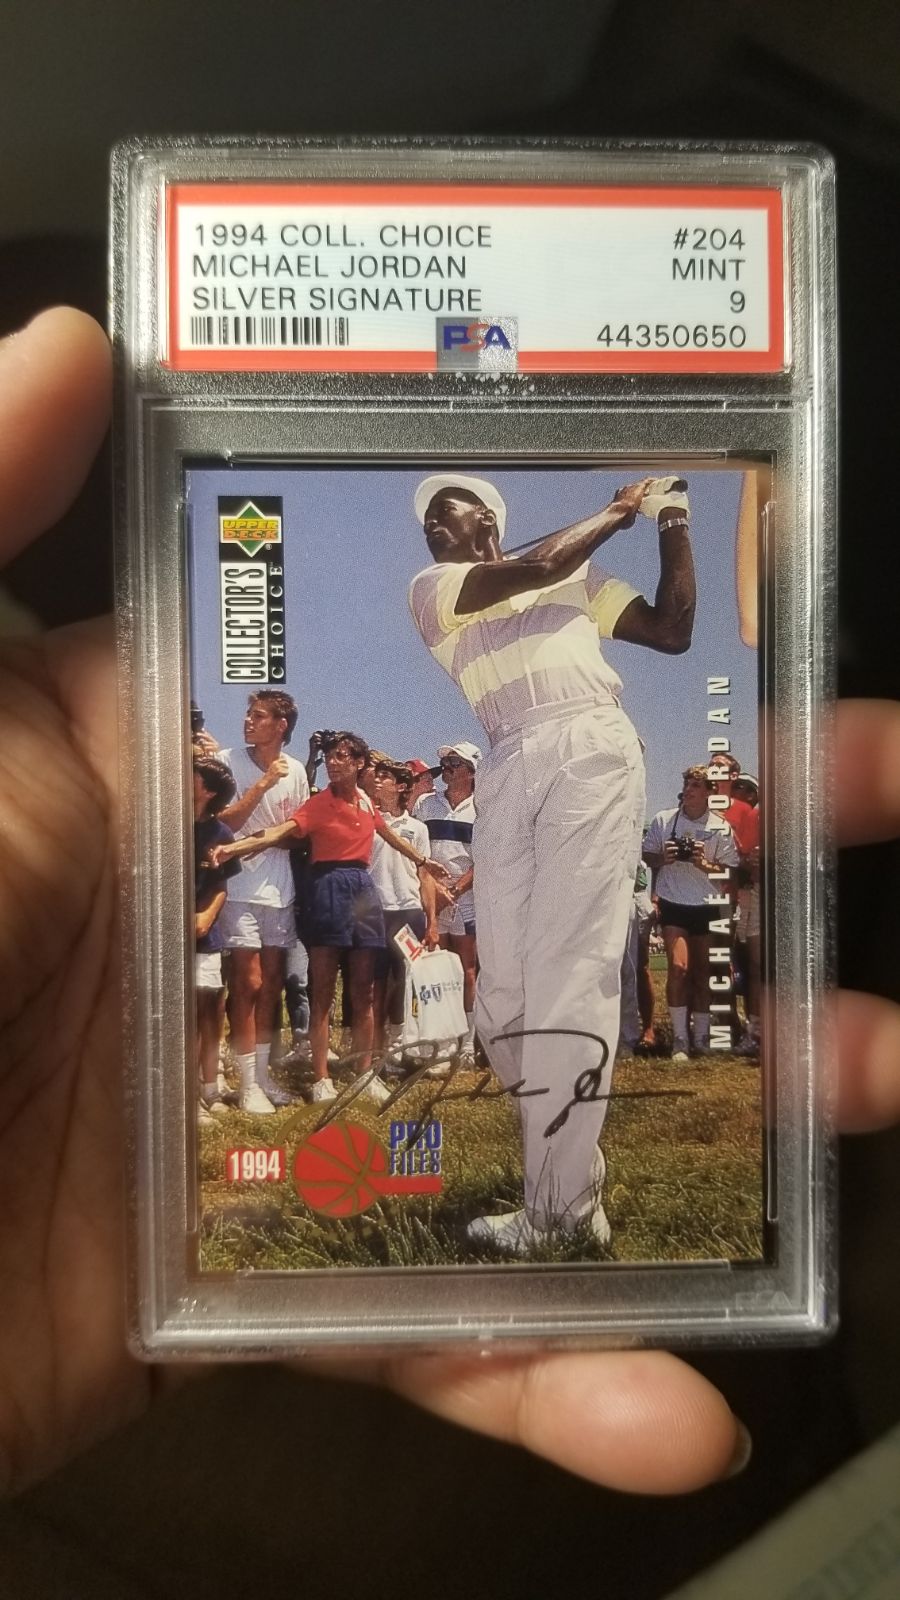 1994 COLL. CHOICE #204
MICHAEL JORDAN MINT
SILVER SIGNATURE 9
PSA 44350650
UPPER
DECK
COLLECTOR'S
CHOICE
MICHAEL JORDAN
1994
PRO
FILES